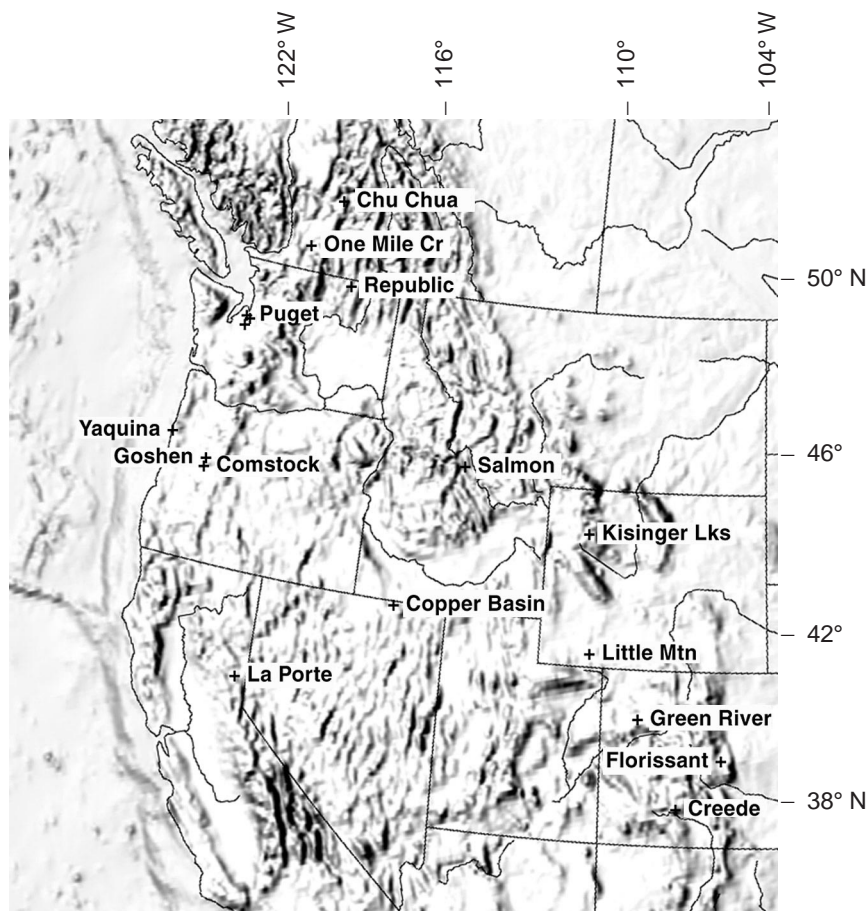 122° W
116°
110°
104° W
Chu Chua
One Mile Cr
50° N
Republic
Puget
Yaquina
46°
Goshen
Comstock
Salmon
Kisinger Lks
Copper Basin
42°
Little Mtn
La Porte
Green River
Florissant
38° N
Creede